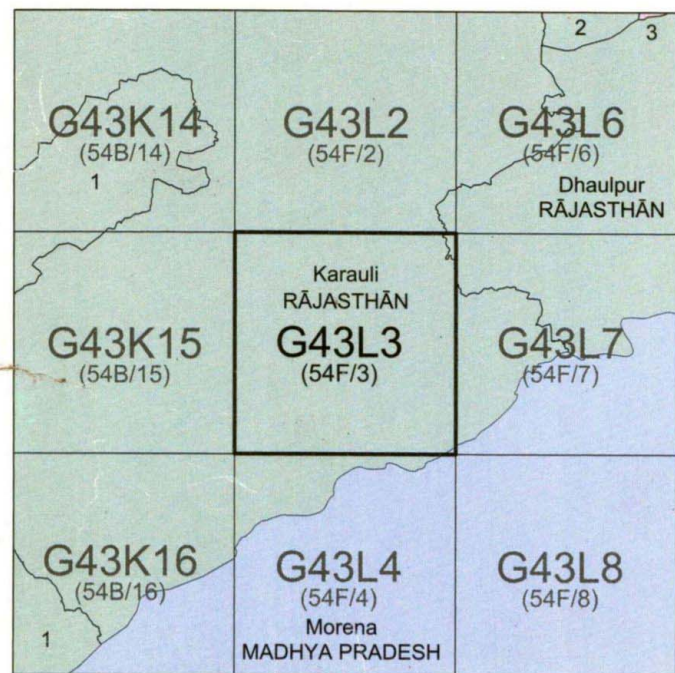 2
3
G43K14
(54B/14)
1
G43L2
(54F/2)
G43L6
(54F/6)
Dhaulpur
RĀJASTHĀN
Karauli
RĀJASTHĀN
G43K15
(54B/15)
G43L3
(54F/3)
G43L7
(54F/7)
G43K16
(54B/16)
1
G43L4
(54F/4)
Morena
MADHYA PRADESH
G43L8
(54F/8)